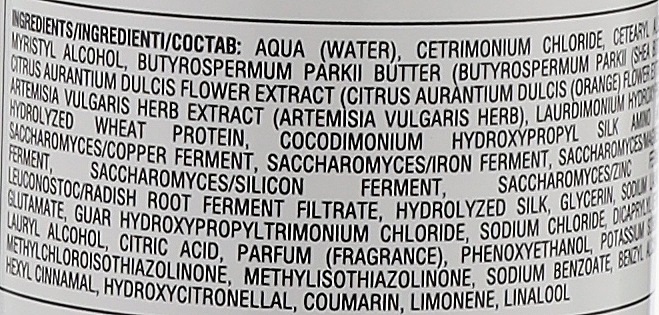 INGREDIENTS/INGREDIENTI/СОСТАВ: AQUA (WATER), CETRIMONIUM CHLORIDE, CETEARYL
MYRISTYL ALCOHOL, BUTYROSPERMUM PARKII BUTTER (BUTYROSPERMUM PARKII (SHEA
CITRUS AURANTIUM DULCIS FLOWER EXTRACT (CITRUS AURANTIUM DULCIS (ORANGE) FLOWER
ARTEMISIA VULGARIS HERB EXTRACT (ARTEMISIA VULGARIS HERB), LAURDIMONIUM
HYDROLYZED WHEAT PROTEIN, COCODIMONIUM HYDROXYPROPYL SILK AMINO
SACCHAROMYCES/COPPER FERMENT, SACCHAROMYCES/IRON FERMENT,
FERMENT, SACCHAROMYCES/SILICON FERMENT, SACCHAROMYCES/ZINC
LEUCONOSTOC/RADISH ROOT FERMENT FILTRATE, HYDROLYZED SILK, GLYCERIN, SODIUM
GLUTAMATE, GUAR HYDROXYPROPYLTRIMONIUM CHLORIDE, SODIUM CHLORIDE,
LAURYL ALCOHOL, CITRIC ACID, PARFUM (FRAGRANCE), PHENOXYETHANOL, POTASSIUM
METHYLCHLOROISOTHIAZOLINONE, METHYLISOTHIAZOLINONE, SODIUM BENZOATE, BENZYL
HEXYL CINNAMAL, HYDROXYCITRONELLAL, COUMARIN, LIMONENE, LINALOOL